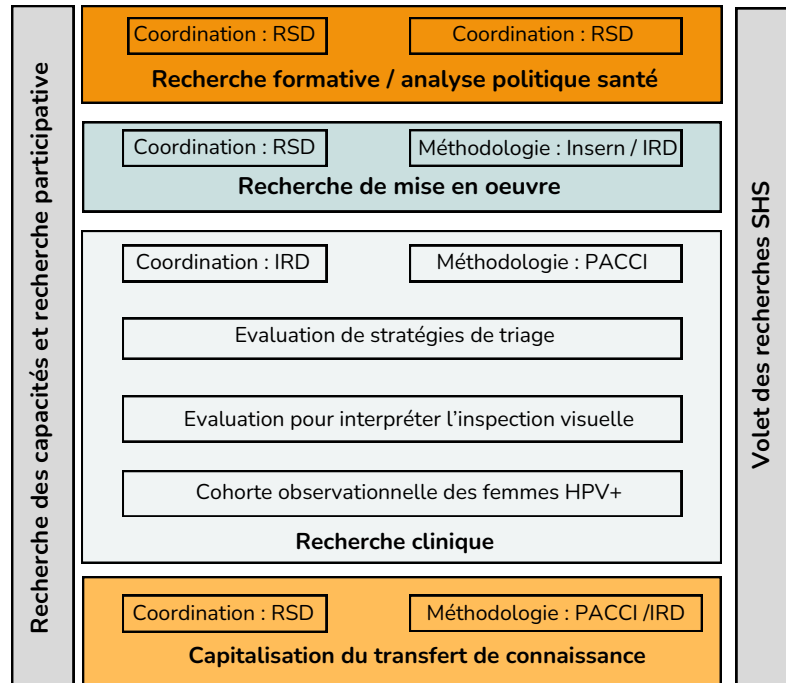 Recherche des capacités et recherche participative
Coordination : RSD
Coordination : RSD
Recherche formative / analyse politique santé
Coordination : RSD
Méthodologie : Insern / IRD
Recherche de mise en oeuvre
Coordination : IRD
Méthodologie : PACCI
Evaluation de stratégies de triage
Evaluation pour interpréter l’inspection visuelle
Cohorte observationnelle des femmes HPV+
Recherche clinique
Coordination : RSD
Méthodologie : PACCI /IRD
Capitalisation du transfert de connaissance
Volet des recherches SHS